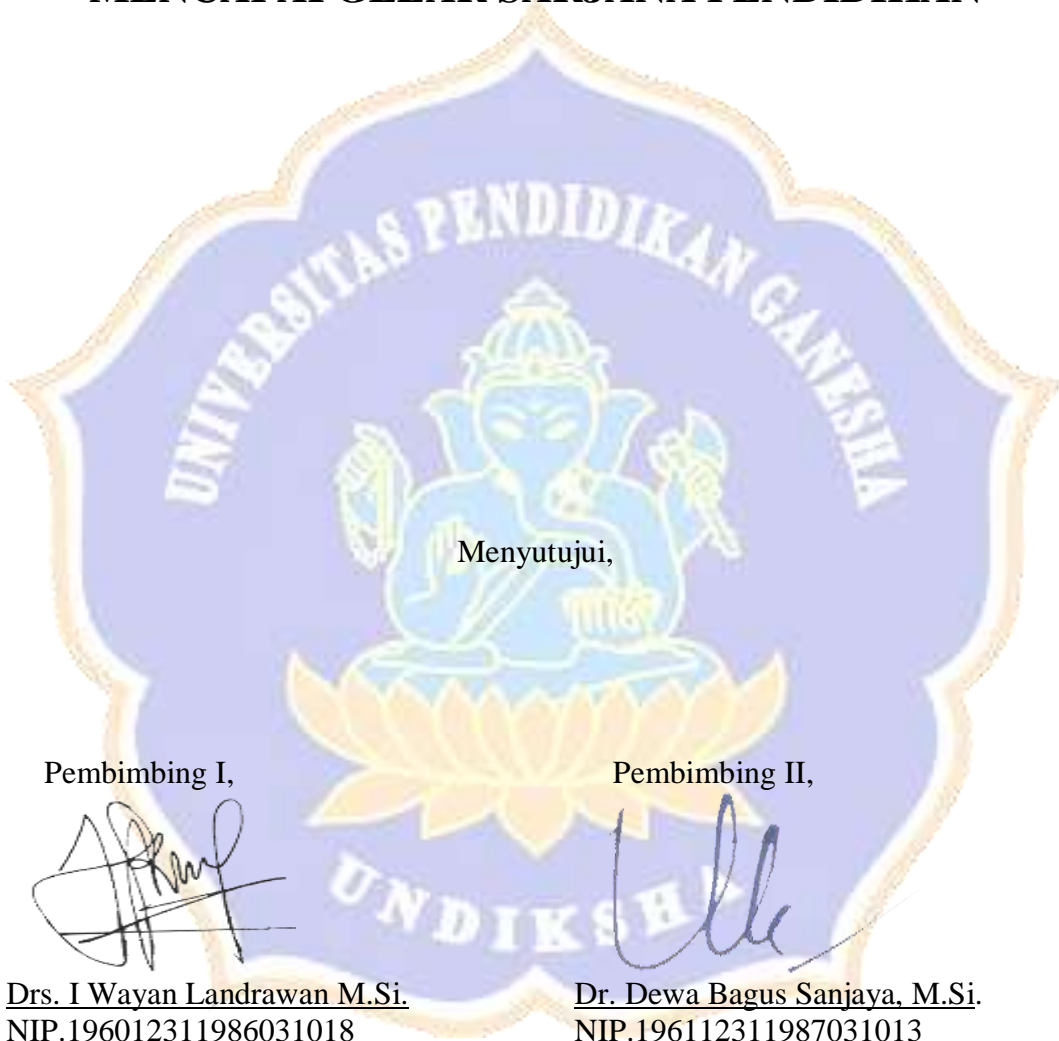 MENCAPAI GELAR SARJANA PENDIDIKAN
UNIVERSITAS PENDIDIKAN GANESHA
Menyutujui,
Pembimbing I,
Pembimbing II,
UNDIKSHA
Drs. I Wayan Landrawan M.Si.
Dr. Dewa Bagus Sanjaya, M.Si.
NIP.196012311986031018
NIP.196112311987031013